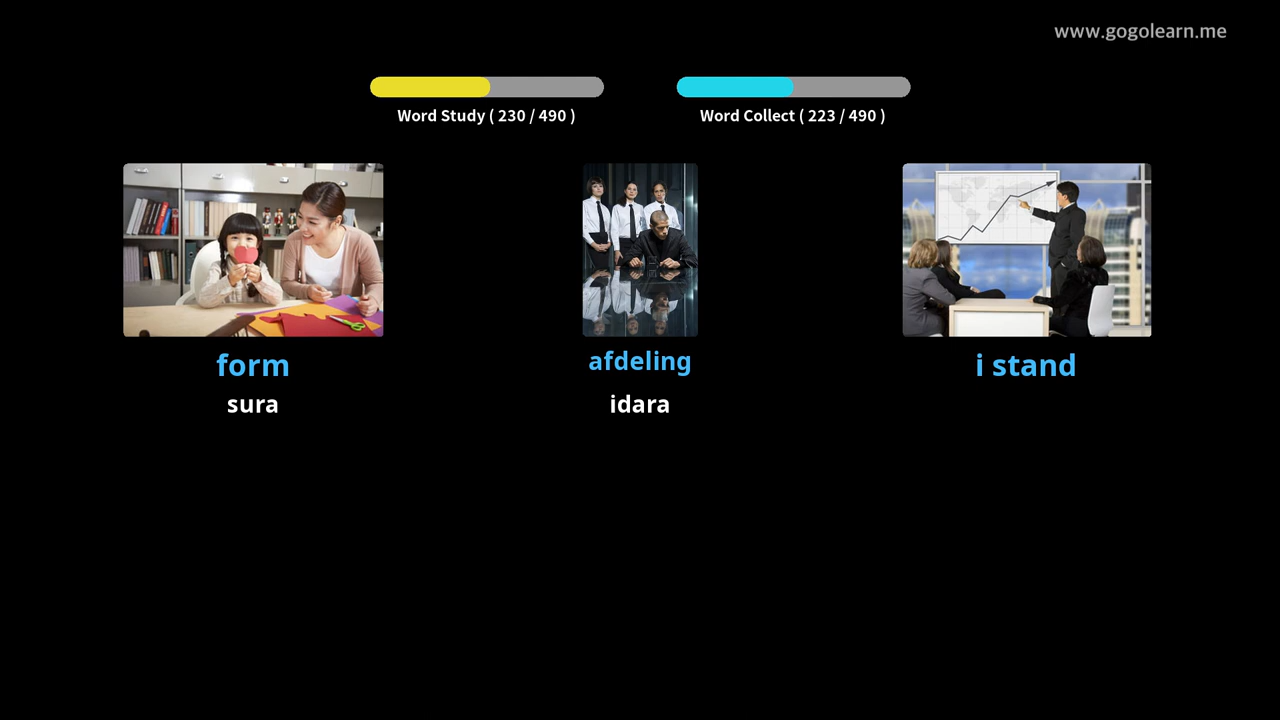 www.gogolearn.me
Word Study ( 230 / 490 )
Word Collect ( 223 / 490 )
form
afdeling
i stand
sura
idara